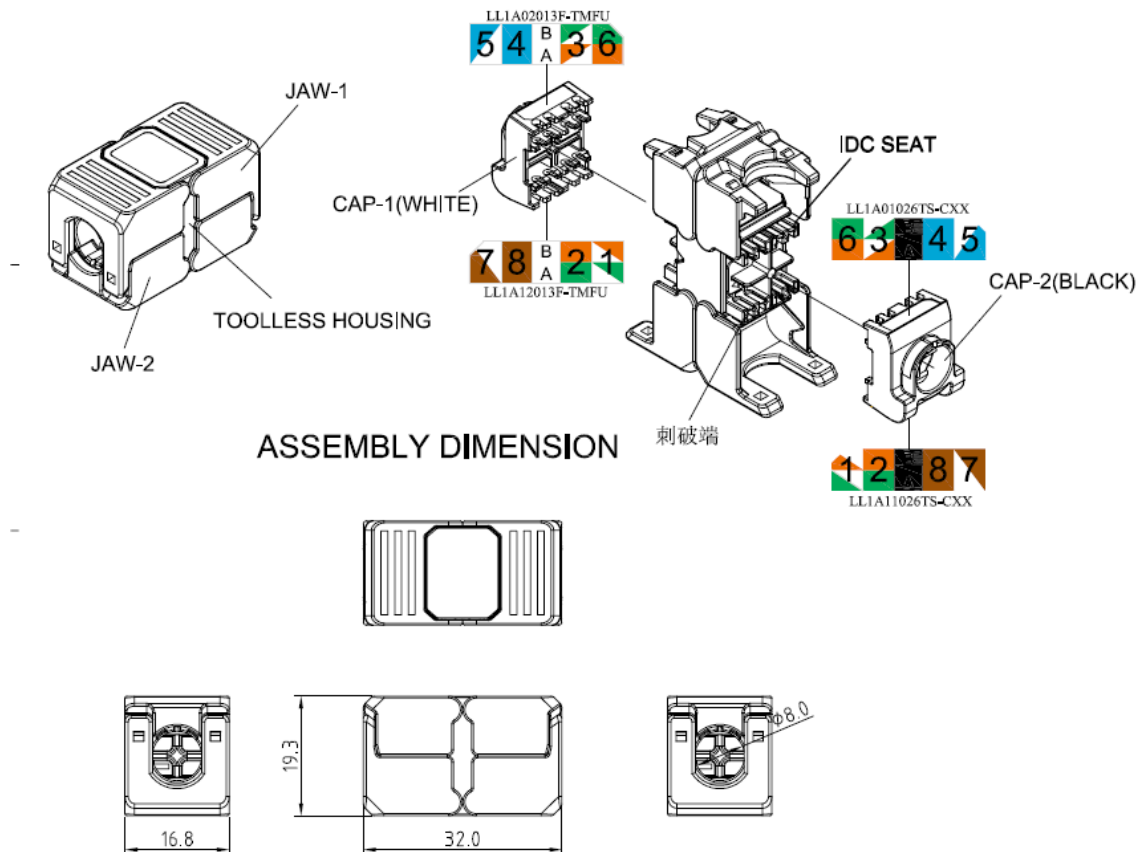 LL1A02013F-TMFU
5 4 B 3 6
A
JAW-1
IDC SEAT
CAP-1(WHITE)
LL1A01026TS-CXX
6 3 4 5
7 8 B 2 1
A
LL1A12013F-TMFU
CAP-2(BLACK)
TOOLLESS HOUSING
JAW-2
刺破端
ASSEMBLY DIMENSION
1 2 8 7
LL1A11026TS-CXX
Φ8.0
19.3
16.8
32.0